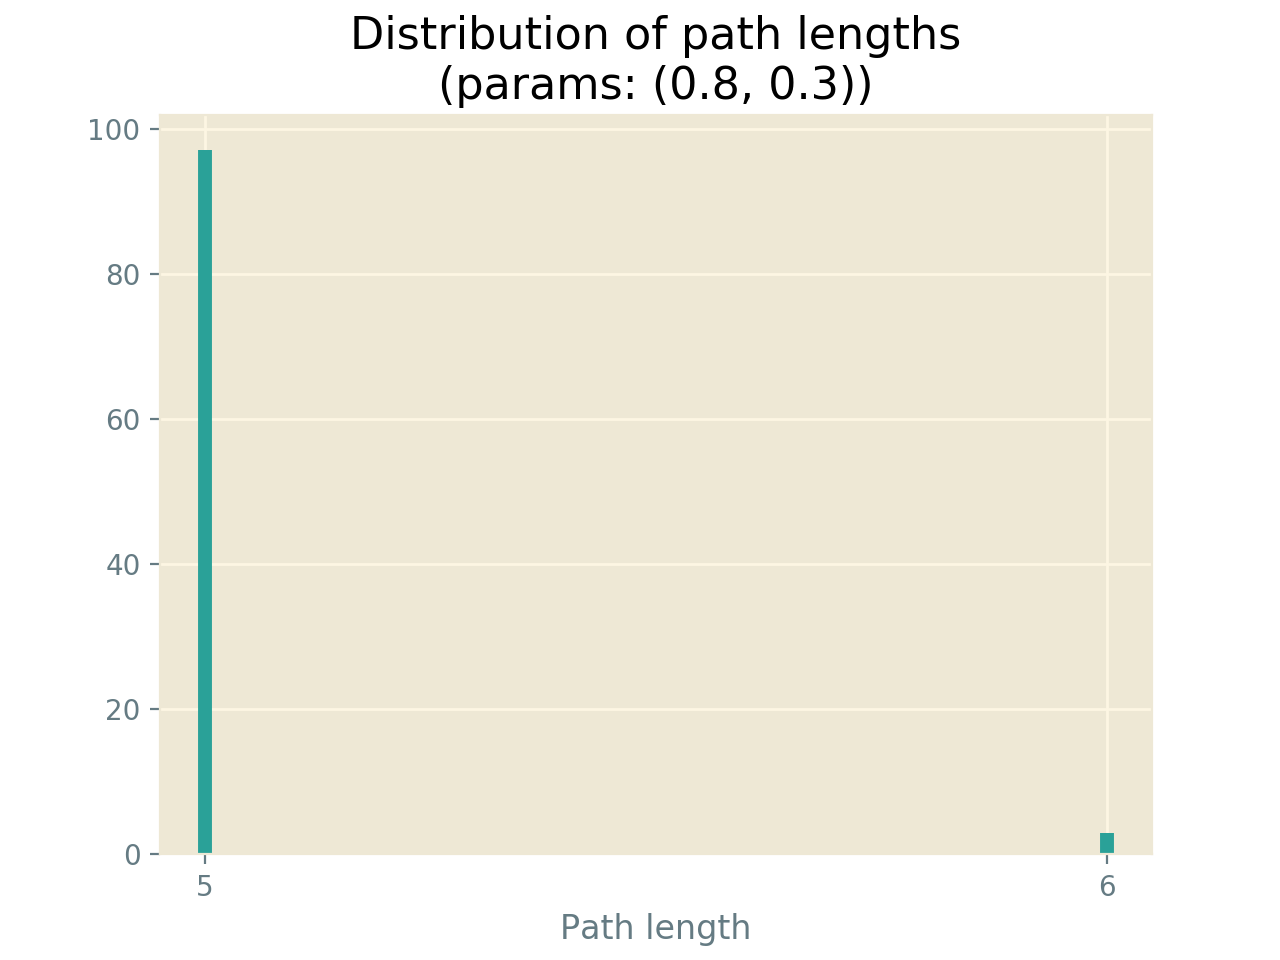 Distribution of path lengths
(params: (0.8, 0.3))
100
80
60
40
20
0
5 6
Path length